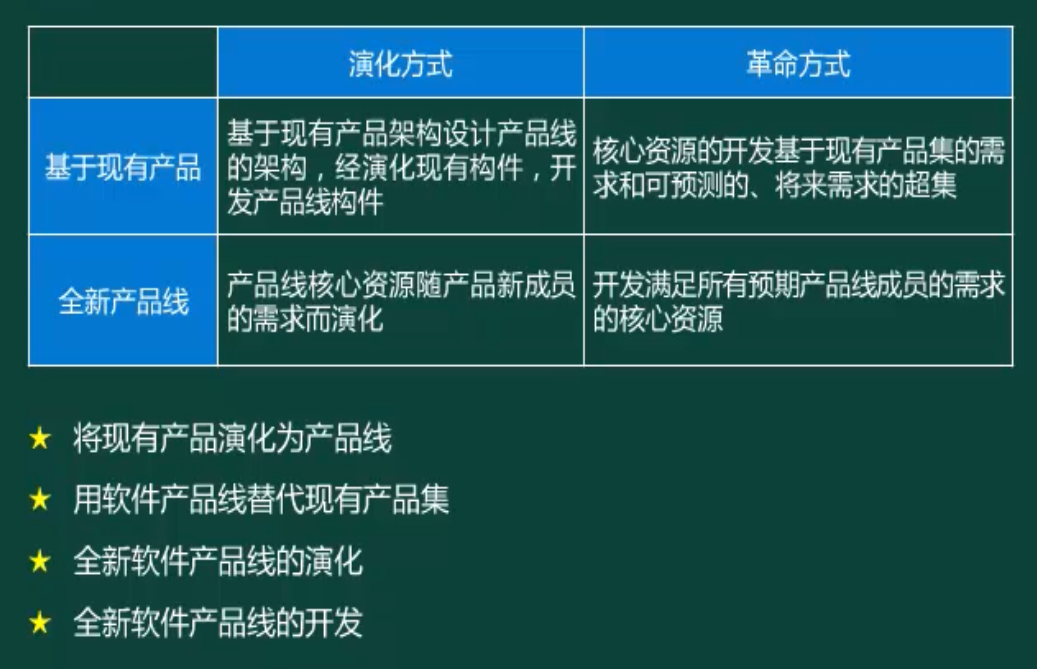 演化方式
革命方式
基于现有产品
基于现有产品架构设计产品线
的架构，经演化现有构件，开
发产品线构件
核心资源的开发基于现有产品集的需
求和可预测的、将来需求的超集
全新产品线
产品线核心资源随产品新成员
的需求而演化
开发满足所有预期产品线成员的需求
的核心资源
★ 将现有产品演化为产品线
★ 用软件产品线替代现有产品集
★ 全新软件产品线的演化
★ 全新软件产品线的开发